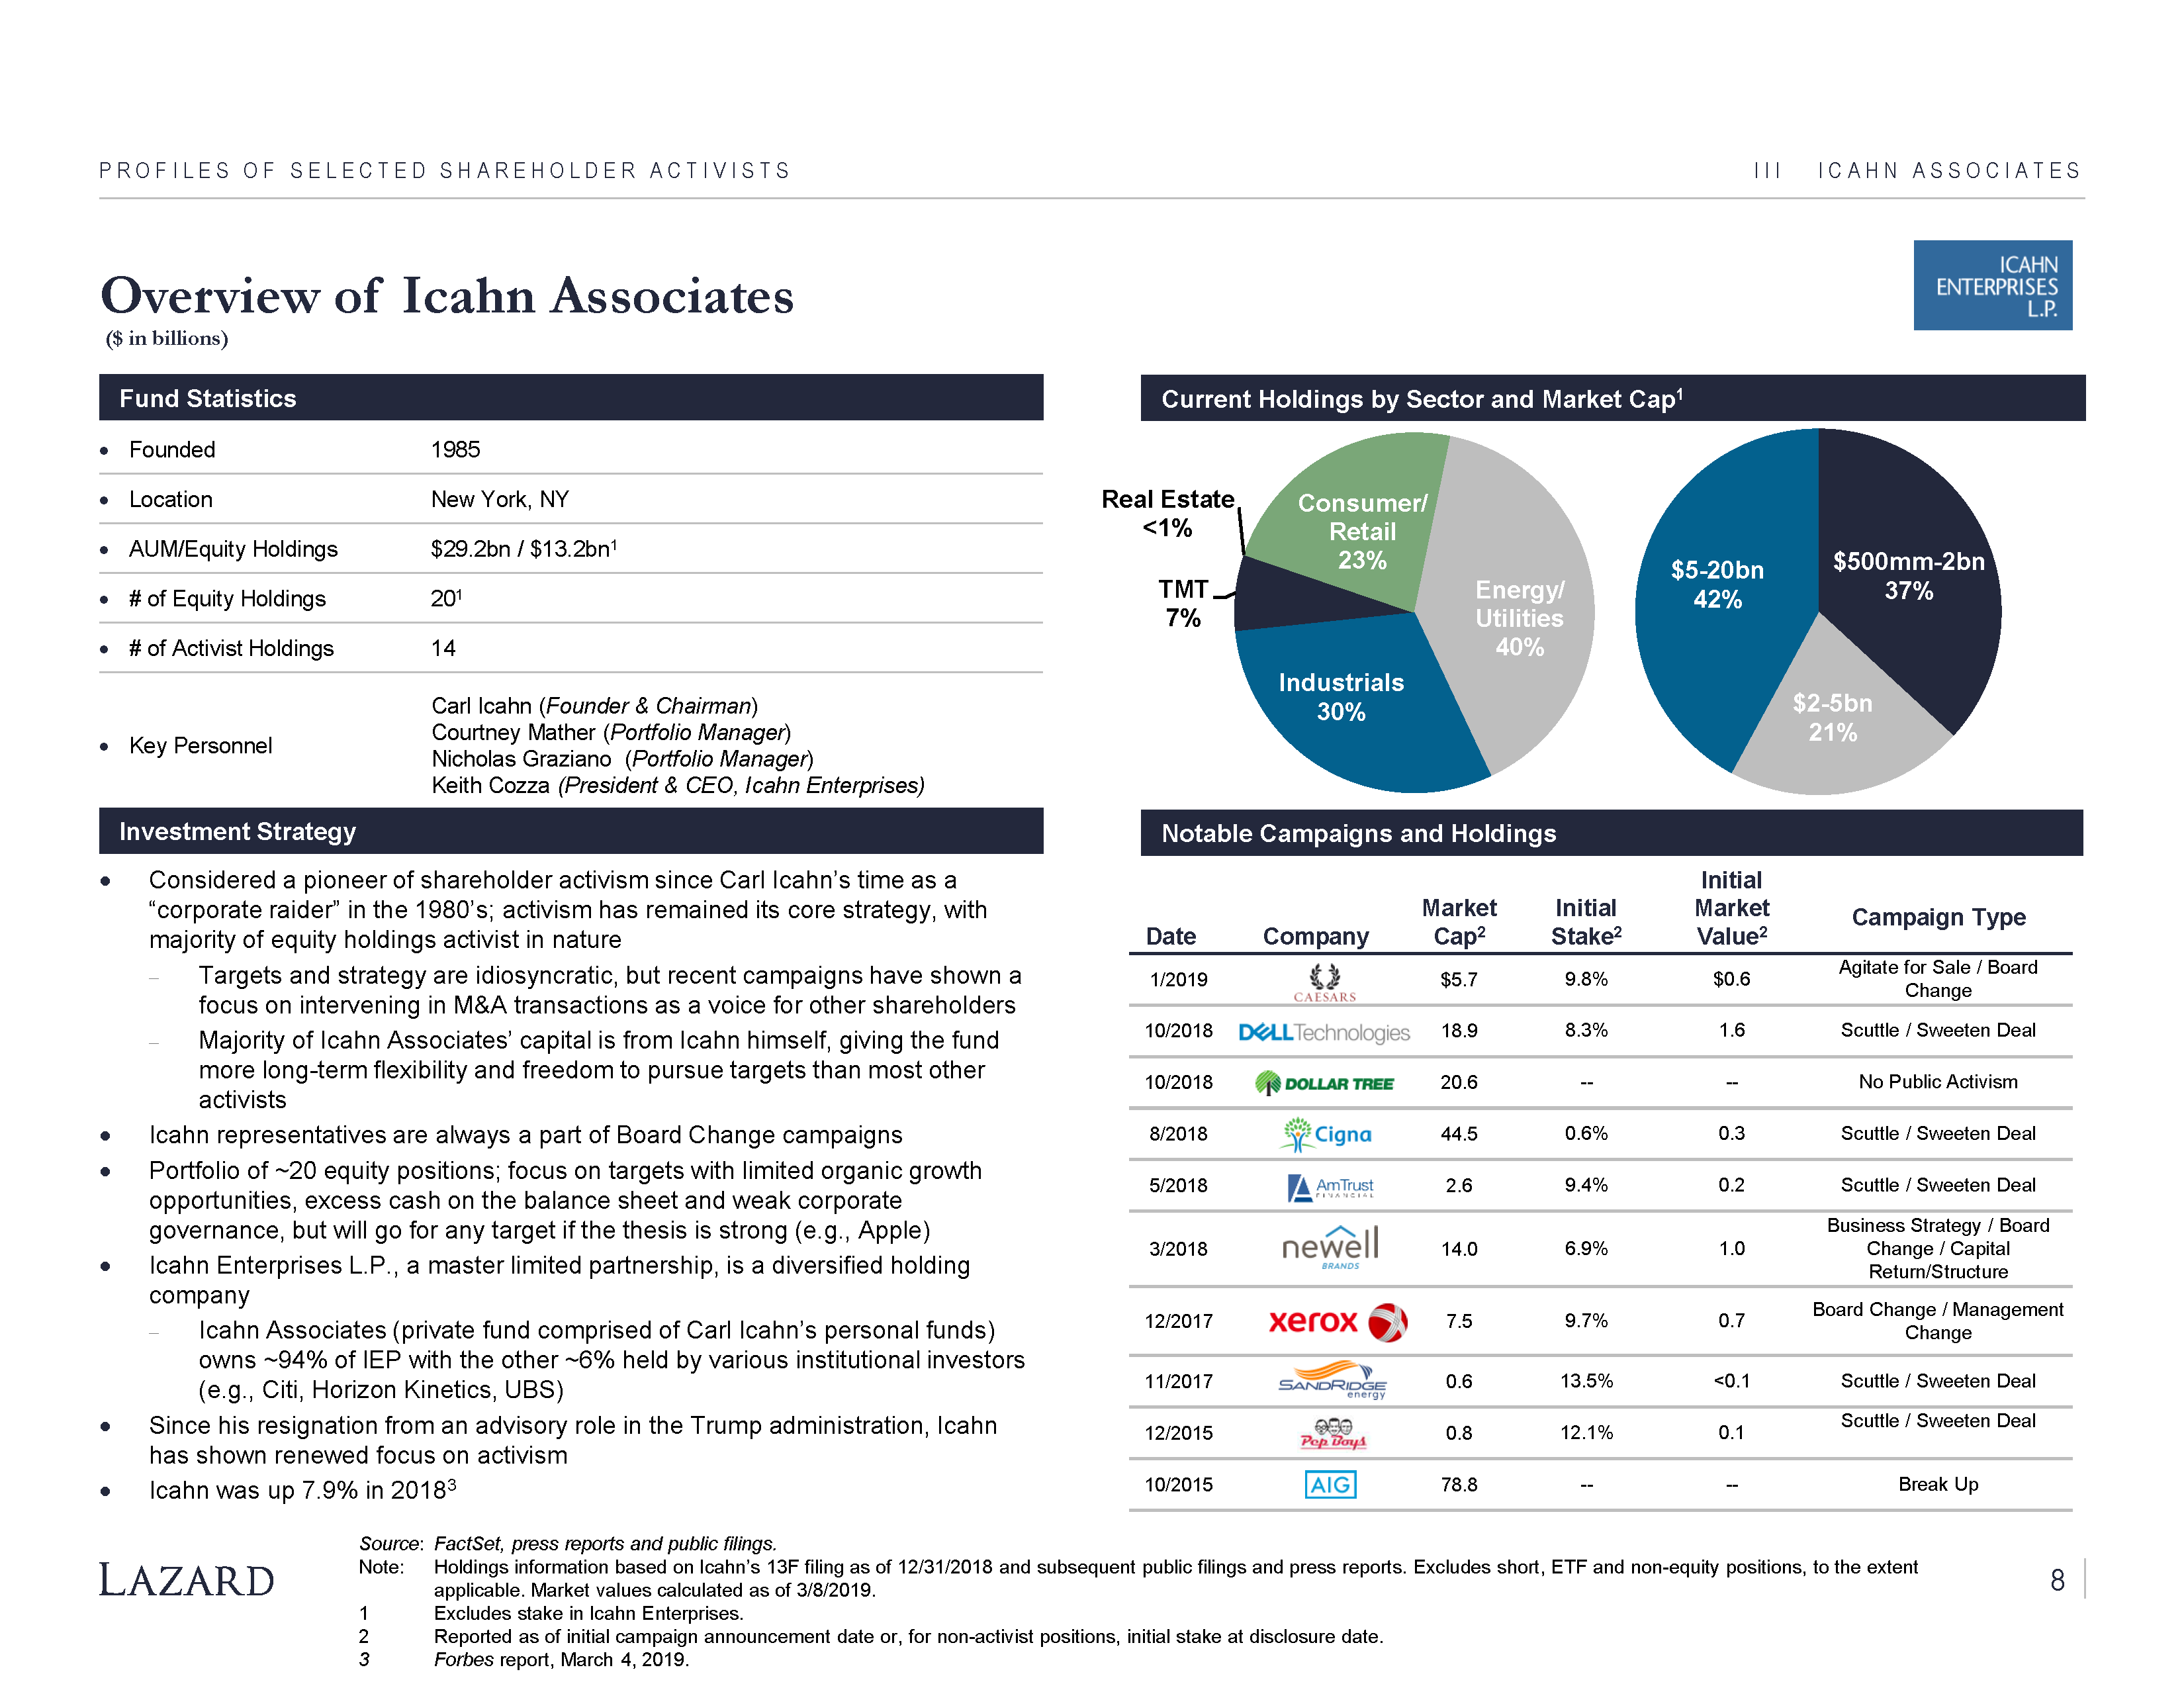 PROFILES OF SELECTED SHAREHOLDER ACTIVISTS
III ICAHN ASSOCIATES
ICAHN
ENTERPRISES
L.P.
Overview of Icahn Associates
($ in billions)
Fund Statistics
• Founded 1985
• Location New York, NY
• AUM/Equity Holdings $29.2bn / $13.2bn¹
• # of Equity Holdings 20¹
• # of Activist Holdings 14
• Key Personnel
Carl Icahn (Founder & Chairman)
Courtney Mather (Portfolio Manager)
Nicholas Graziano (Portfolio Manager)
Keith Cozza (President & CEO, Icahn Enterprises)
Investment Strategy
• Considered a pioneer of shareholder activism since Carl Icahn’s time as a
“corporate raider” in the 1980’s; activism has remained its core strategy, with
majority of equity holdings activist in nature
– Targets and strategy are idiosyncratic, but recent campaigns have shown a
focus on intervening in M&A transactions as a voice for other shareholders
– Majority of Icahn Associates’ capital is from Icahn himself, giving the fund
more long-term flexibility and freedom to pursue targets than most other
activists
• Icahn representatives are always a part of Board Change campaigns
• Portfolio of ~20 equity positions; focus on targets with limited organic growth
opportunities, excess cash on the balance sheet and weak corporate
governance, but will go for any target if the thesis is strong (e.g., Apple)
• Icahn Enterprises L.P., a master limited partnership, is a diversified holding
company
– Icahn Associates (private fund comprised of Carl Icahn’s personal funds)
owns ~94% of IEP with the other ~6% held by various institutional investors
(e.g., Citi, Horizon Kinetics, UBS)
• Since his resignation from an advisory role in the Trump administration, Icahn
has shown renewed focus on activism
• Icahn was up 7.9% in 2018³
Current Holdings by Sector and Market Cap¹
Real Estate
<1%
TMT
7%
Consumer/
Retail
23%
Energy/
Utilities
40%
Industrials
30%
$5-20bn
42%
$500mm-2bn
37%
$2-5bn
21%
Notable Campaigns and Holdings
Date Company Market Cap² Initial Stake² Initial Market Value² Campaign Type
1/2019 CAESARS $5.7 9.8% $0.6 Agitate for Sale / Board
Change
10/2018 DELL Technologies 18.9 8.3% 1.6 Scuttle / Sweeten Deal
10/2018 DOLLAR TREE 20.6 -- -- No Public Activism
8/2018 Cigna 44.5 0.6% 0.3 Scuttle / Sweeten Deal
5/2018 AmTrust FINANCIAL 2.6 9.4% 0.2 Scuttle / Sweeten Deal
3/2018 newell BRANDS 14.0 6.9% 1.0 Business Strategy / Board
Change / Capital
Return/Structure
12/2017 xerox 7.5 9.7% 0.7 Board Change / Management
Change
11/2017 SANDRIDGE energy 0.6 13.5% <0.1 Scuttle / Sweeten Deal
12/2015 Pep Boys 0.8 12.1% 0.1 Scuttle / Sweeten Deal
10/2015 AIG 78.8 -- -- Break Up
Source: FactSet, press reports and public filings.
Note: Holdings information based on Icahn’s 13F filing as of 12/31/2018 and subsequent public filings and press reports. Excludes short, ETF and non-equity positions, to the extent
applicable. Market values calculated as of 3/8/2019.
1 Excludes stake in Icahn Enterprises.
2 Reported as of initial campaign announcement date or, for non-activist positions, initial stake at disclosure date.
3 Forbes report, March 4, 2019.
LAZARD
8